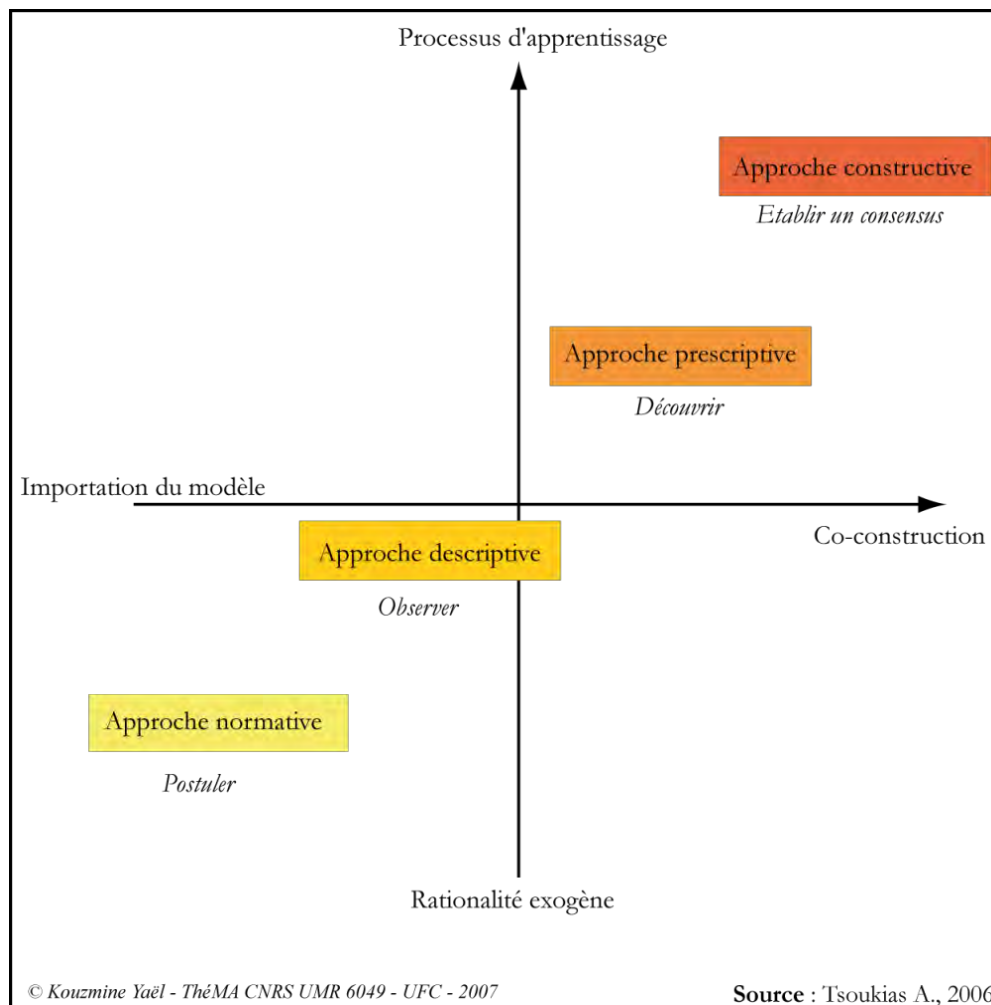 Processus d'apprentissage
Approche constructive
Etablir un consensus
Approche prescriptive
Découvrir
Importation du modèle
Co-construction
Approche descriptive
Observer
Approche normative
Postuler
Rationalité exogène
© Kouzmine Yaël - ThéMA CNRS UMR 6049 - UFC - 2007
Source : Tsoukias A., 2006